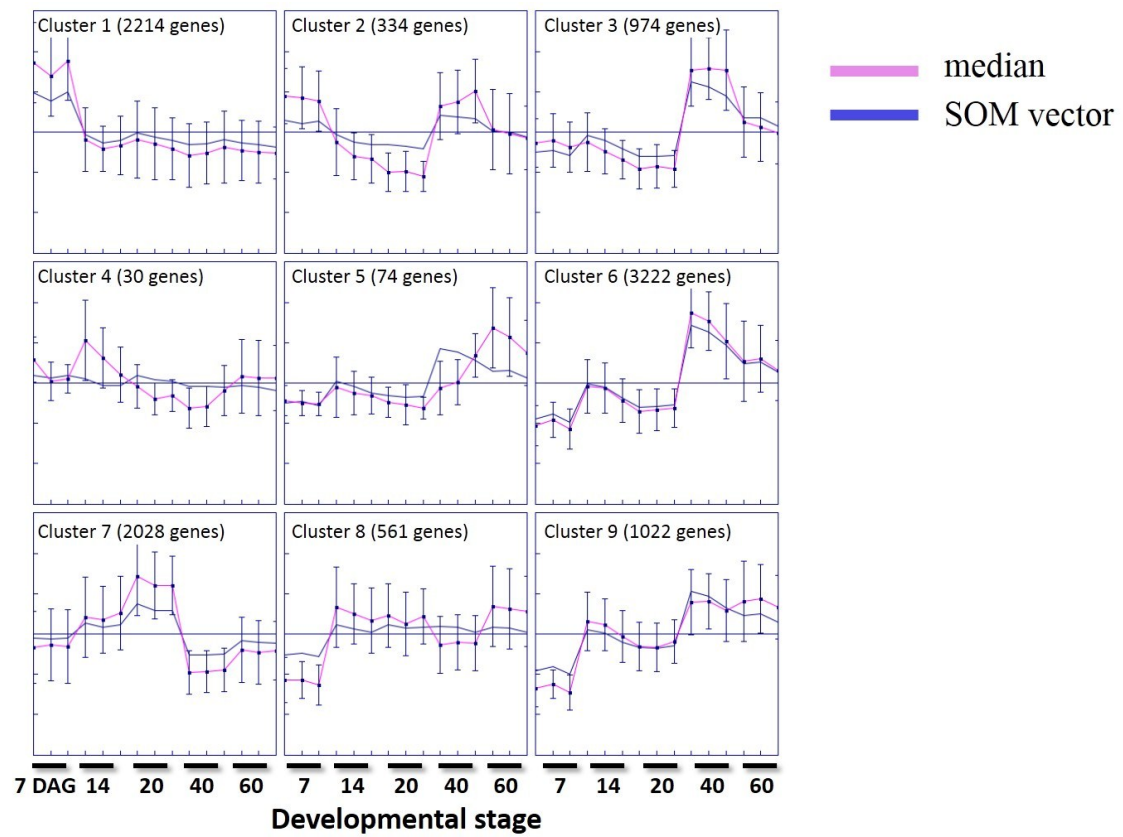 Cluster 1 (2214 genes)
Cluster 2 (334 genes)
Cluster 3 (974 genes)
median
SOM vector
Cluster 4 (30 genes)
Cluster 5 (74 genes)
Cluster 6 (3222 genes)
Cluster 7 (2028 genes)
Cluster 8 (561 genes)
Cluster 9 (1022 genes)
7 DAG 14 20 40 60 7 14 20 40 60 7 14 20 40 60
Developmental stage